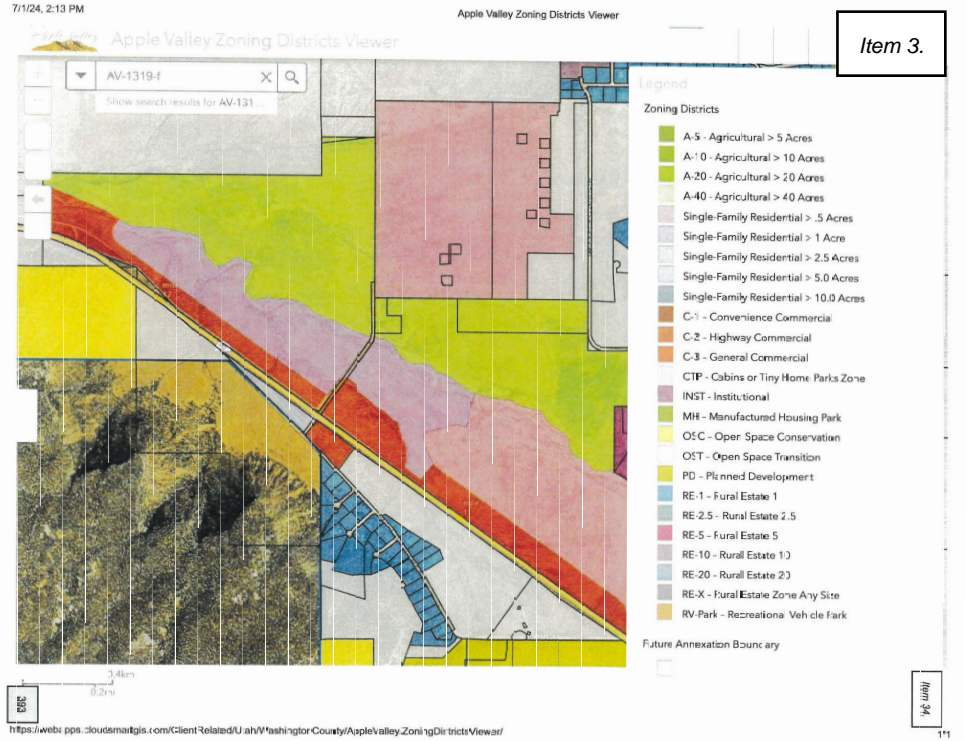 7/1/24, 2:13 PM
Apple Valley Zoning Districts Viewer
Item 3.
Apple Valley
Apple Valley Zoning Districts Viewer
AV-1319-f
Show search results for AV-131...
Legend
Zoning Districts
A-5 - Agricultural > 5 Acres
A-10 - Agricultural > 10 Acres
A-20 - Agricultural > 20 Acres
A-40 - Agricultural > 40 Acres
Single-Family Residential > .5 Acres
Single-Family Residential > 1 Acre
Single-Family Residential > 2.5 Acres
Single-Family Residential > 5.0 Acres
Single-Family Residential > 10.0 Acres
C-1 - Convenience Commercial
C-2 - Highway Commercial
C-3 - General Commercial
CTP - Cabins or Tiny Home Parks Zone
INST - Institutional
MH - Manufactured Housing Park
OSC - Open Space Conservation
OST - Open Space Transition
PD - Planned Development
RE-1 - Rural Estate 1
RE-2.5 - Rural Estate 2.5
RE-5 - Rural Estate 5
RE-10 - Rural Estate 10
RE-20 - Rural Estate 20
RE-X - Rural Estate Zone Any Size
RV-Park - Recreational Vehicle Park
Future Annexation Boundary
0.4km
0.2mi
393
Item 34.
https://webapps.cloudsmartgis.com/ClientRelated/Utah/WashingtonCounty/AppleValleyZoningDistrictsViewer/
1/1